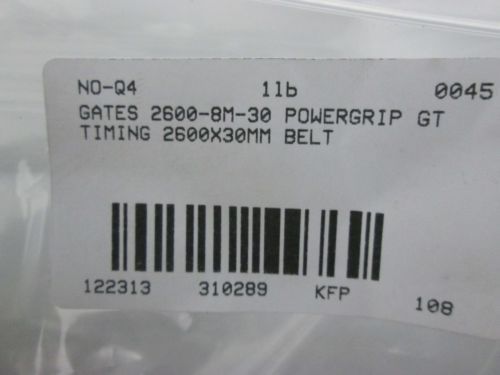 NO-Q4 1lb 0045
GATES 2600-8M-30 POWERGRIP GT
TIMING 2600X30MM BELT
122313 310289 KFP 108